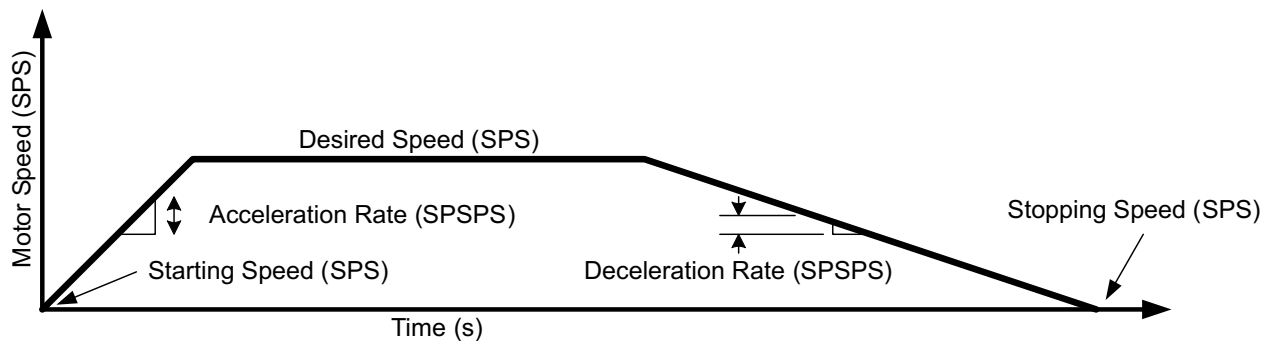 Motor Speed (SPS)
Desired Speed (SPS)
Acceleration Rate (SPSPS)
Stopping Speed (SPS)
Starting Speed (SPS)
Deceleration Rate (SPSPS)
Time (s)